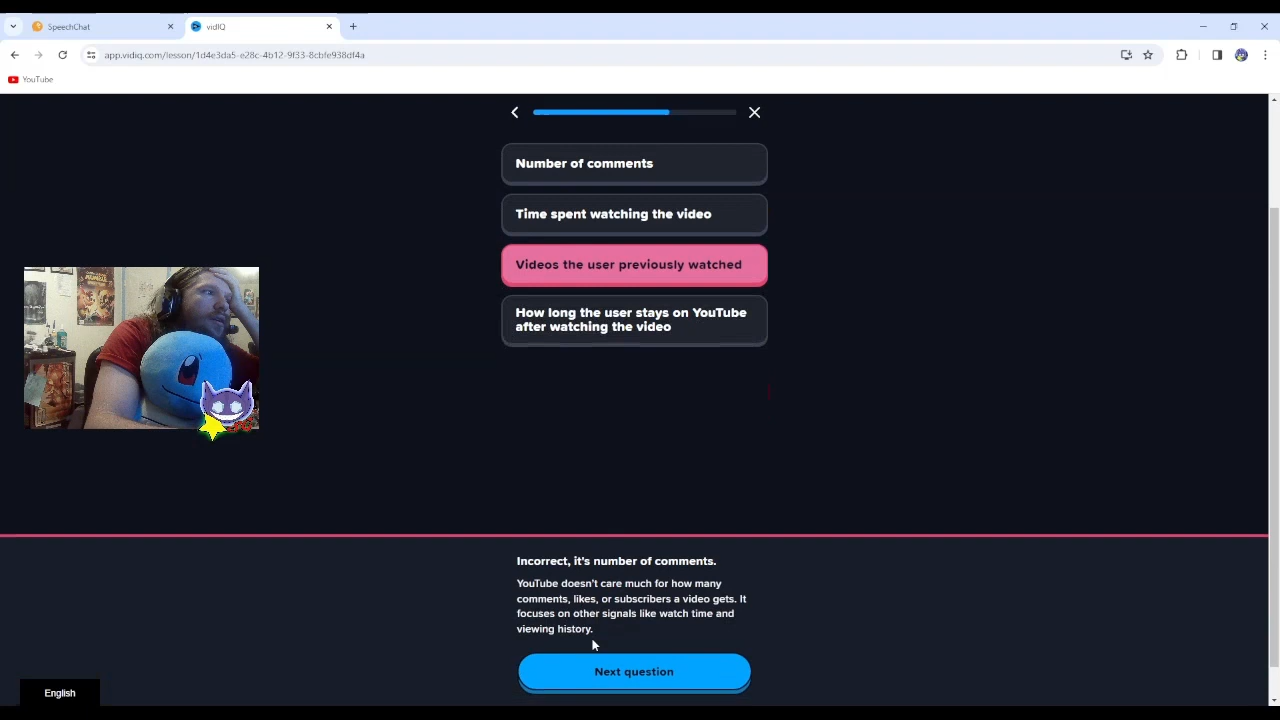 SpeechChat
vidIQ
app.vidiq.com/lesson/1d4e3da5-e28c-4b12-9f33-8cbfe938df4a
YouTube
Number of comments
Time spent watching the video
Videos the user previously watched
How long the user stays on YouTube
after watching the video
Incorrect, it's number of comments.
YouTube doesn't care much for how many
comments, likes, or subscribers a video gets. It
focuses on other signals like watch time and
viewing history.
Next question
English